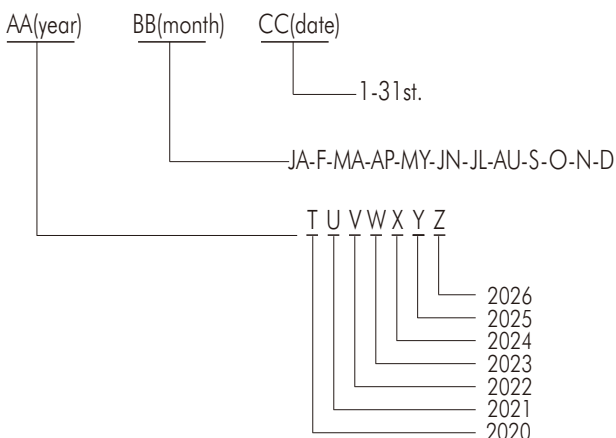 AA(year) BB(month) CC(date)
1-31st.
JA-F-MA-AP-MY-JN-JL-AU-S-O-N-D
T U V W X Y Z
2026
2025
2024
2023
2022
2021
2020